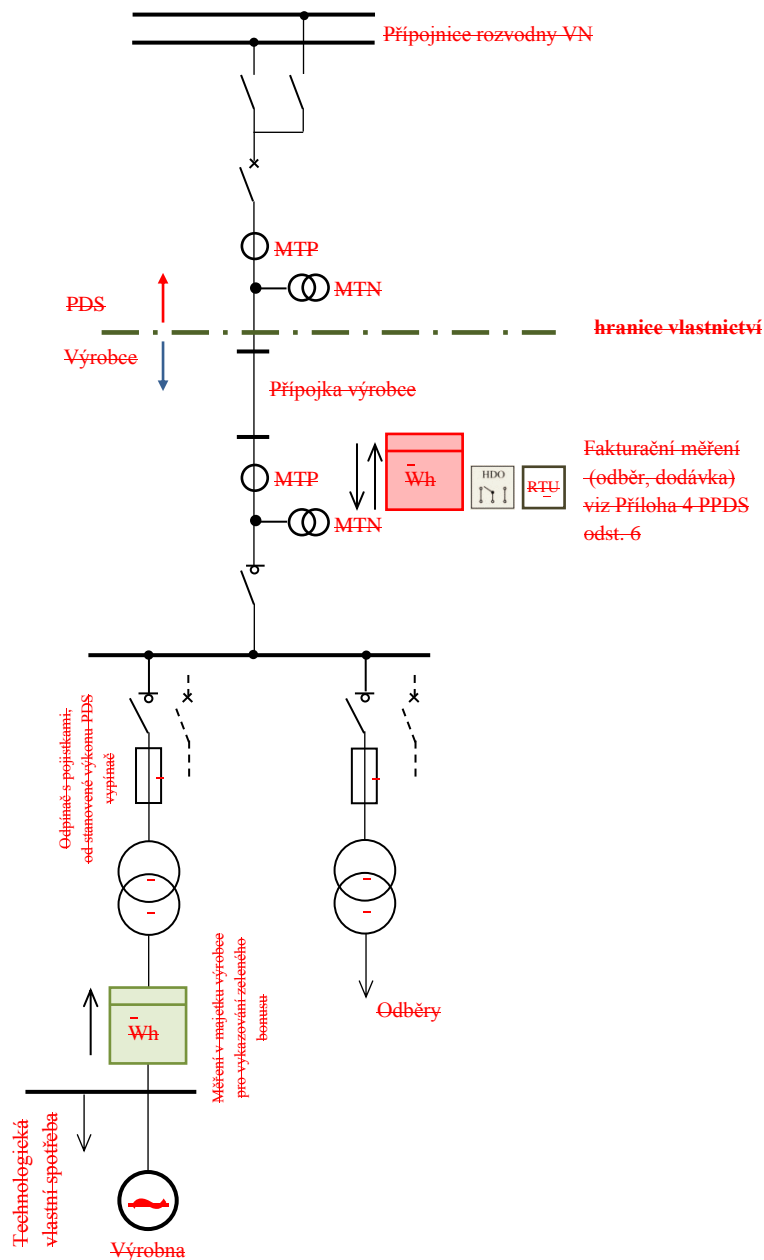 Přípojnice rozvodny VN
MTP
MTN
PDS
hranice vlastnictví
Výrobce
Přípojka výrobce
MTP
MTN
Wh
HDO
RTU
Fakturační měření
(odběr, dodávka)
viz Příloha 4 PPDS
odst. 6
Odpínač s pojistkami,
od stanovené výkonu PDS
vypínač
Měření v majetku výrobce
pro vykazování zeleného
bonusu
Wh
Odběry
Technologická
vlastní spotřeba
Výrobna